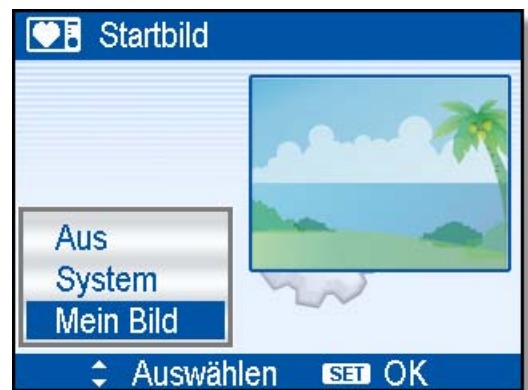 Startbild
Aus
System
Mein Bild
Auswählen SET OK